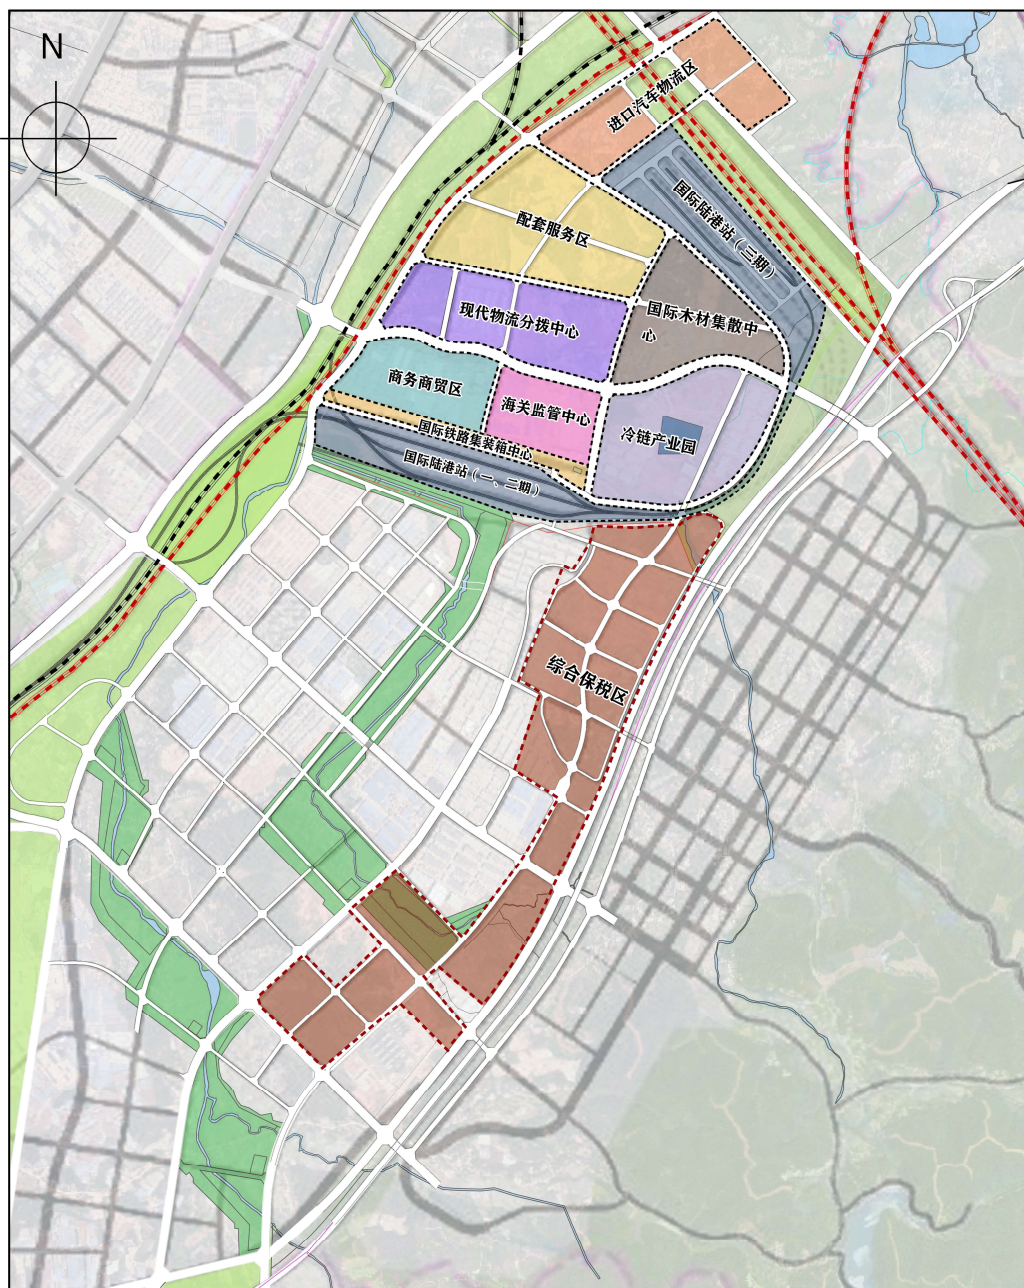 N
进口汽车物流区
国际陆港站（三期）
配套服务区
国际木材集散中
心
现代物流分拨中心
商务商贸区
海关监管中心
冷链产业园
国际铁路集装箱中心
国际陆港站（一、二期）
综合保税区